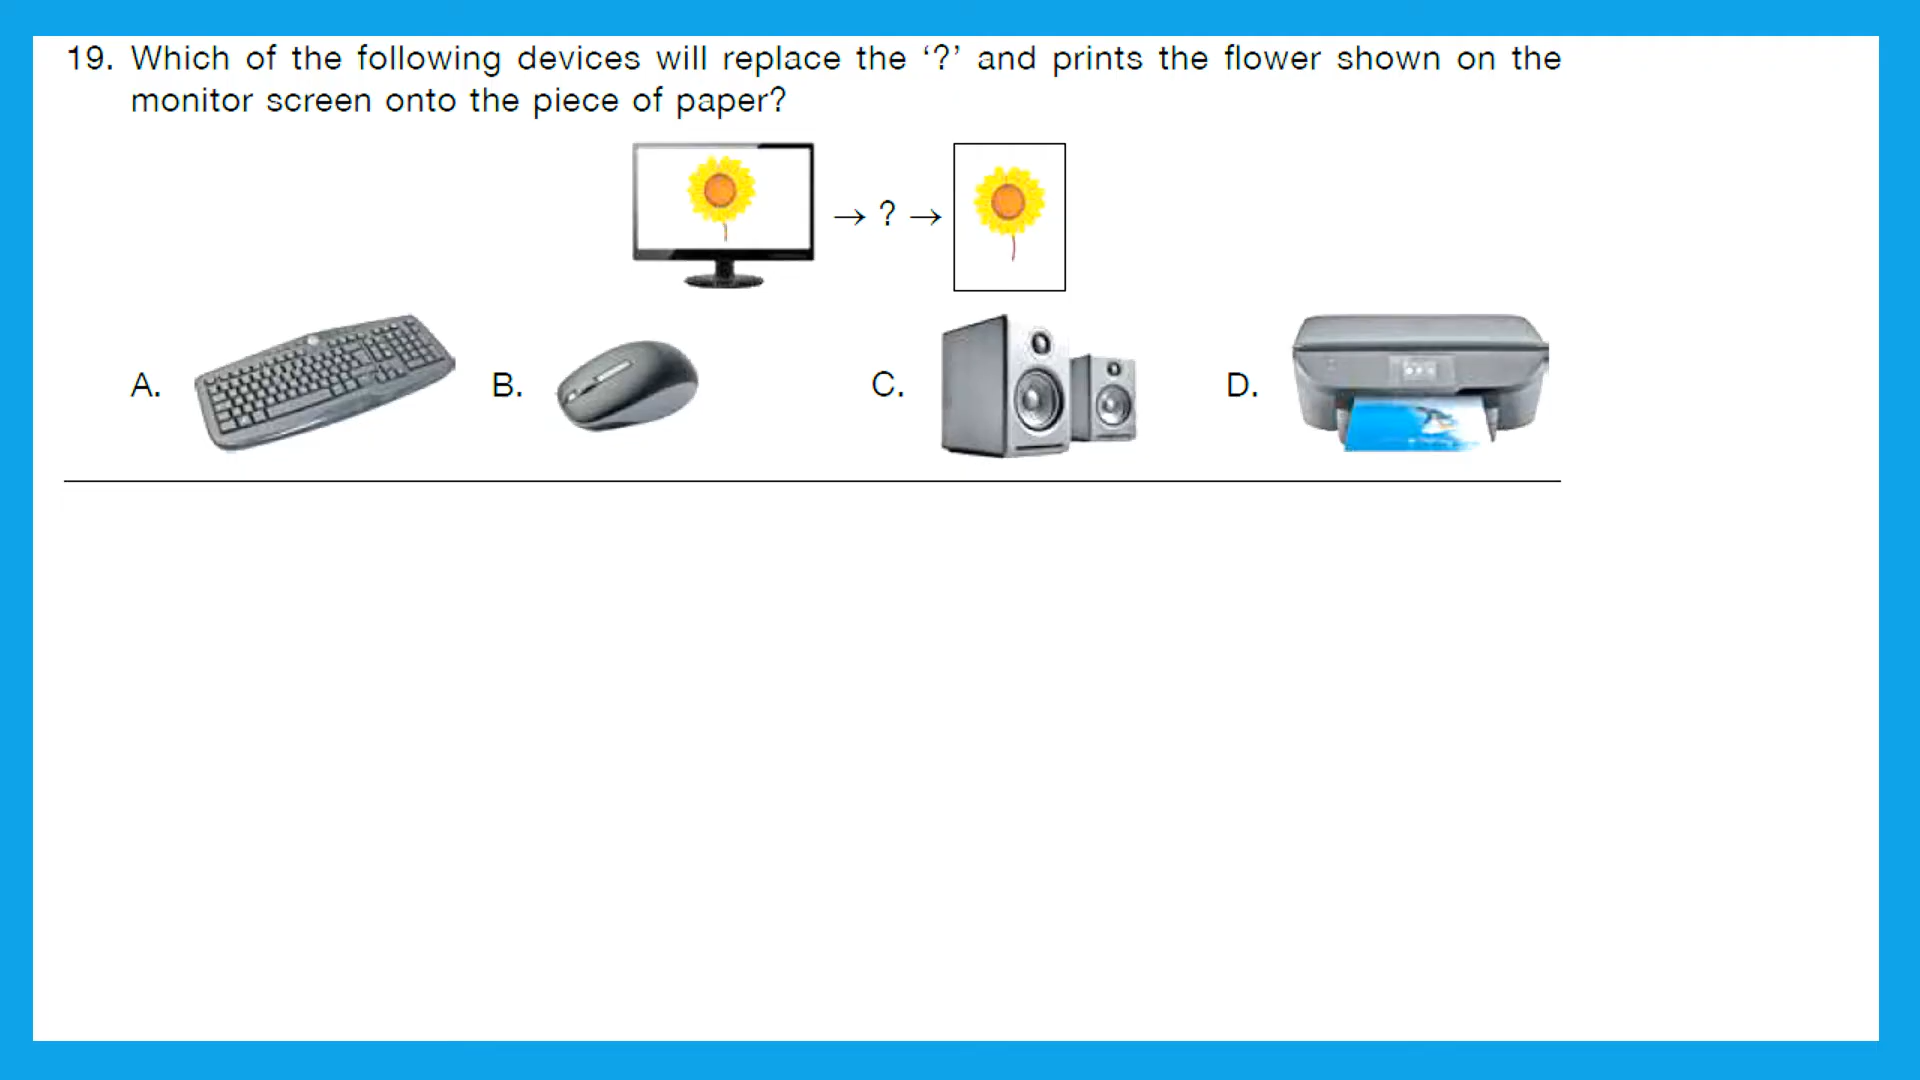 19. Which of the following devices will replace the ‘?’ and prints the flower shown on the
monitor screen onto the piece of paper?
→ ? →
A.
B.
C.
D.